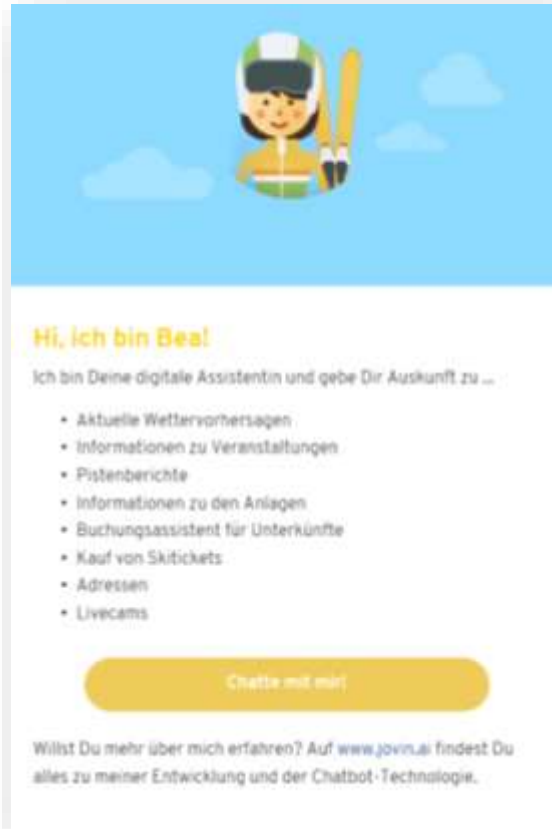 Hi, ich bin Bea!
Ich bin Deine digitale Assistentin und gebe Dir Auskunft zu ...
• Aktuelle Wettervorhersagen
• Informationen zu Veranstaltungen
• Pistenberichte
• Informationen zu den Anlagen
• Buchungsassistent für Unterkünfte
• Kauf von Skitickets
• Adressen
• Livecams
Chatte mit mir!
Willst Du mehr über mich erfahren? Auf www.jovin.ai findest Du
alles zu meiner Entwicklung und der Chatbot-Technologie.